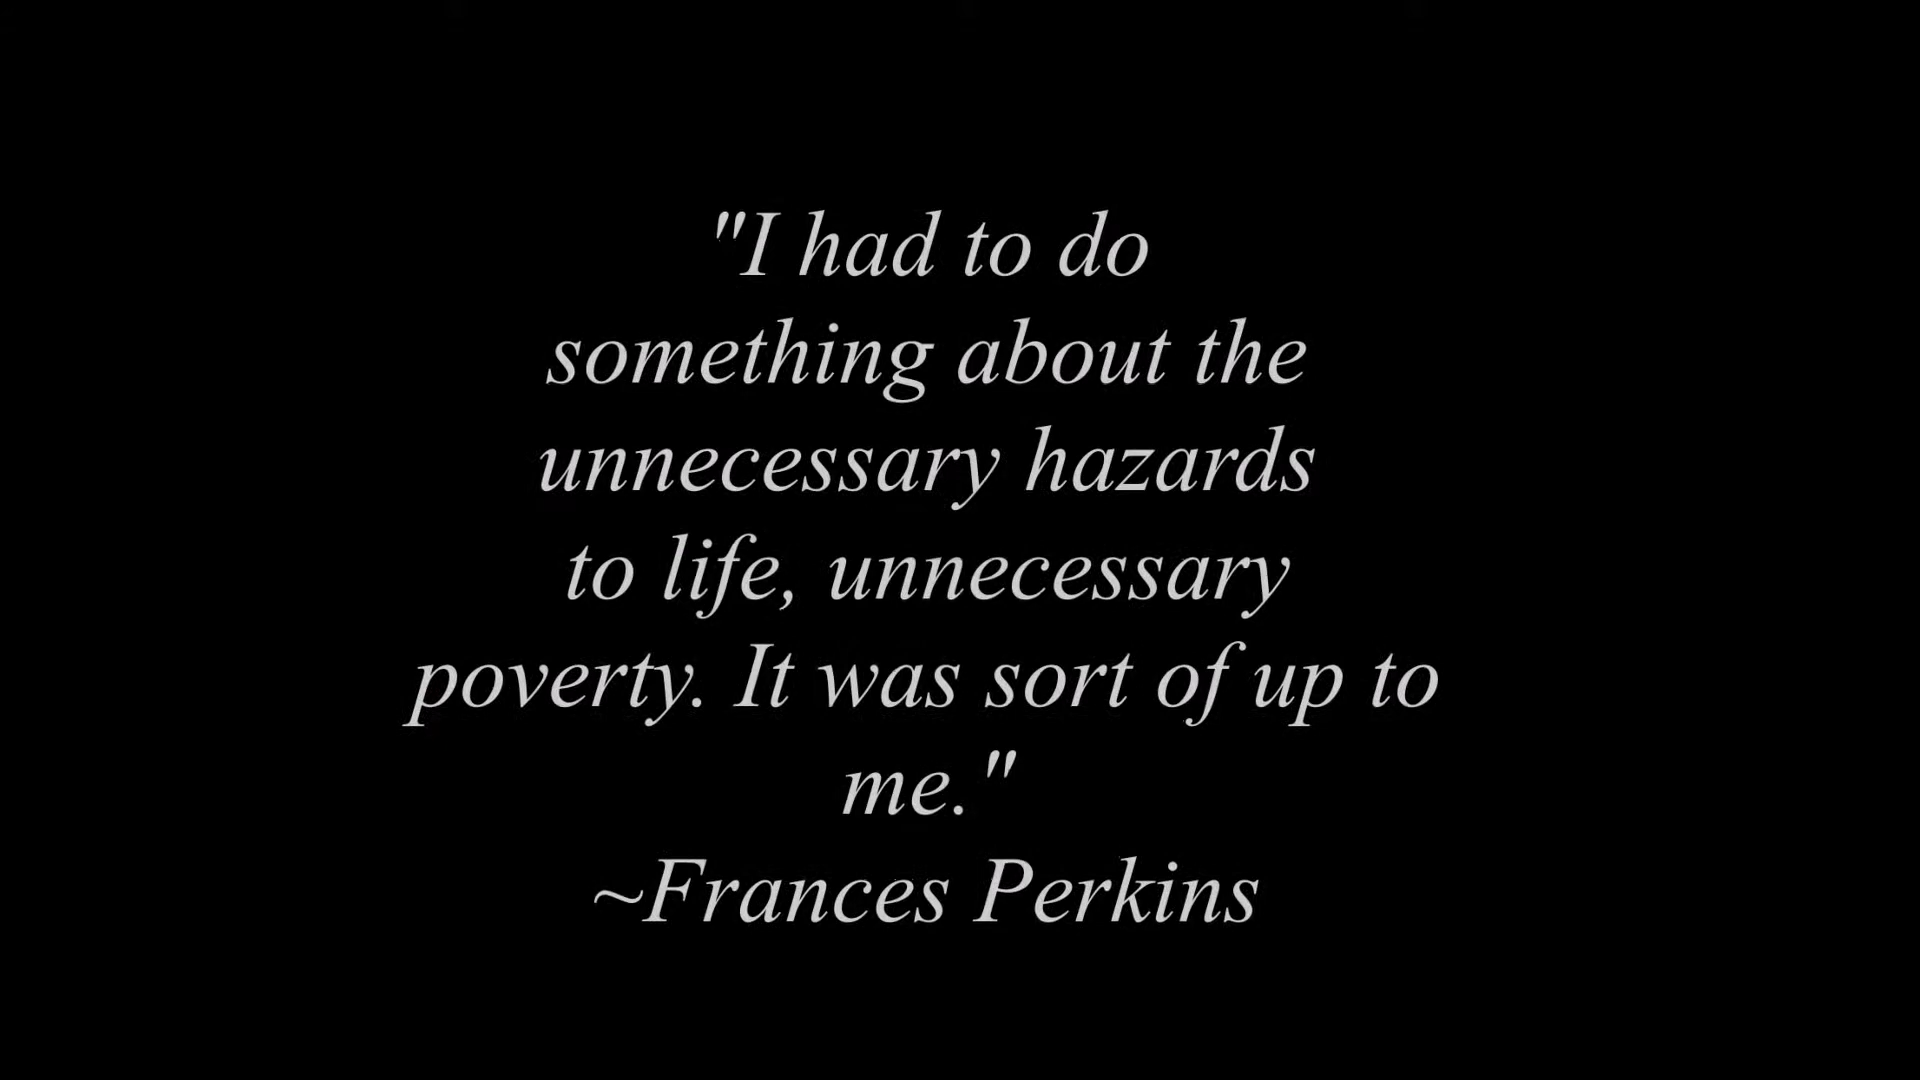 "I had to do
something about the
unnecessary hazards
to life, unnecessary
poverty. It was sort of up to
me."
~Frances Perkins